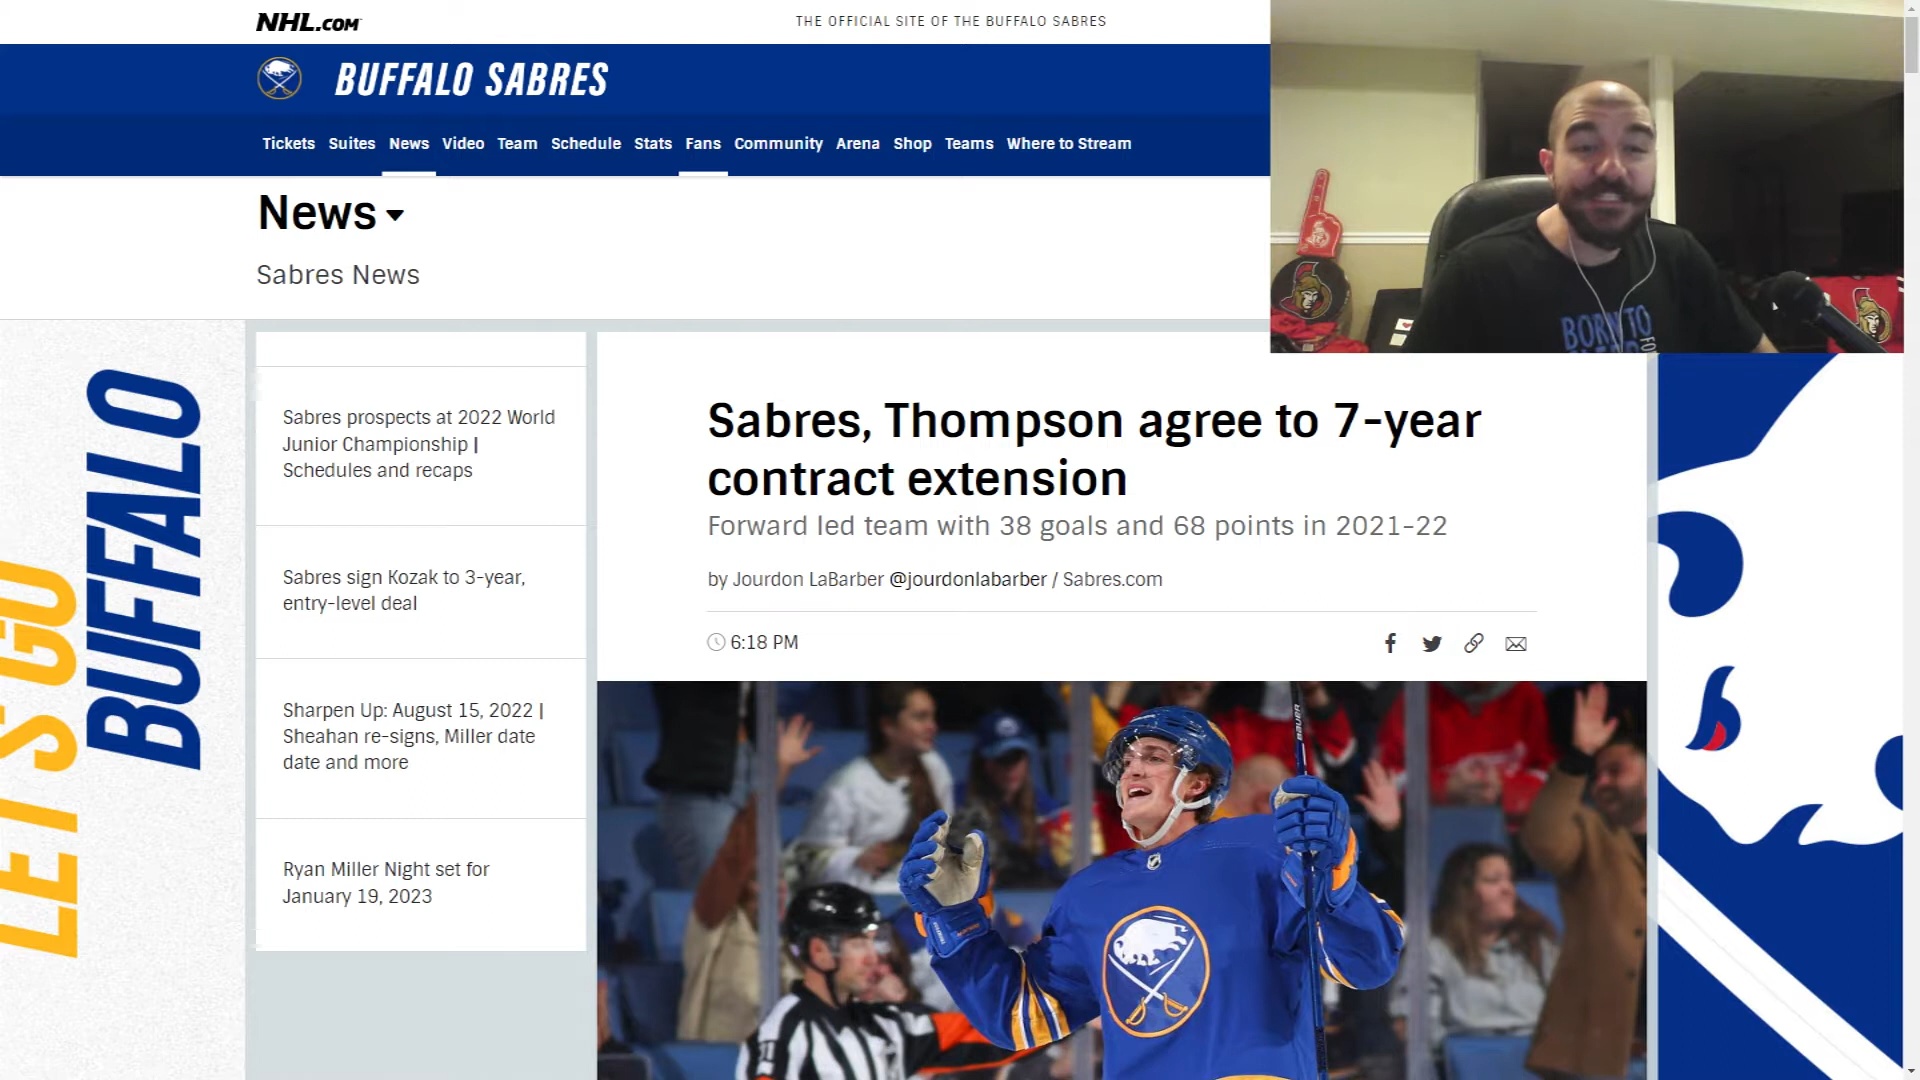 NHL.COM
THE OFFICIAL SITE OF THE BUFFALO SABRES
BUFFALO SABRES
Tickets Suites News Video Team Schedule Stats Fans Community Arena Shop Teams Where to Stream
News
Sabres News
LET'S GO
BUFFALO
Sabres prospects at 2022 World
Junior Championship |
Schedules and recaps
Sabres sign Kozak to 3-year,
entry-level deal
Sharpen Up: August 15, 2022 |
Sheahan re-signs, Miller date
date and more
Ryan Miller Night set for
January 19, 2023
Sabres, Thompson agree to 7-year
contract extension
Forward led team with 38 goals and 68 points in 2021-22
by Jourdon LaBarber @jourdonlabarber / Sabres.com
6:18 PM
BAUER
BORN TO